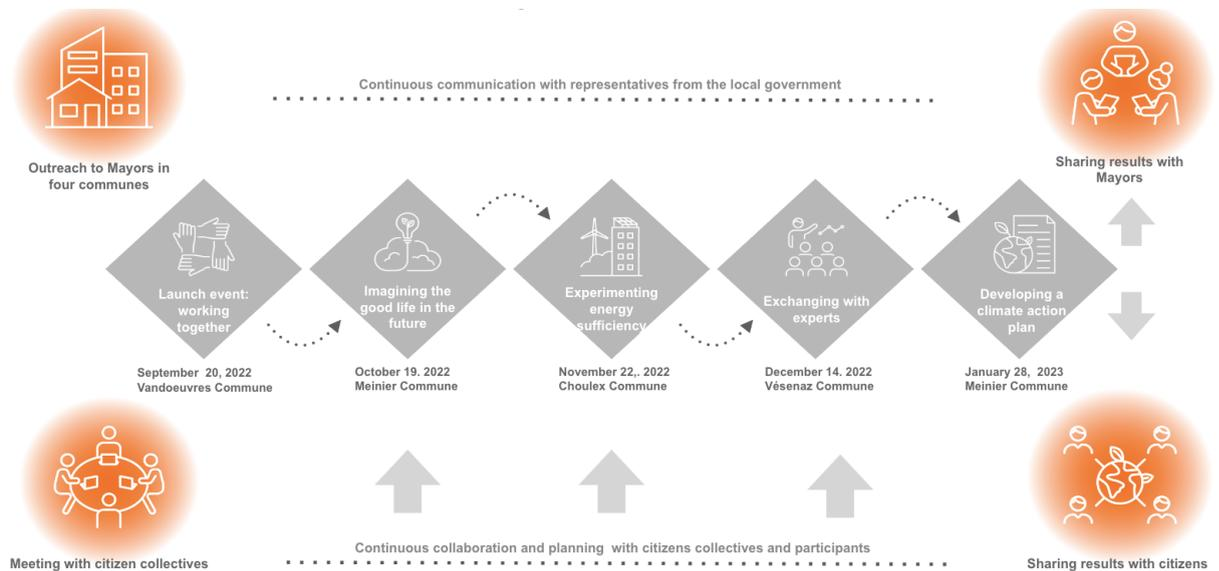 Continuous communication with representatives from the local government
Outreach to Mayors in
four communes
Sharing results with
Mayors
Launch event:
working
together
Imagining the
good life in the
future
Experimenting
energy
sufficiency
Exchanging with
experts
Developing a
climate action
plan
September 20, 2022
Vandoeuvres Commune
October 19. 2022
Meinier Commune
November 22,. 2022
Choulex Commune
December 14. 2022
Vésenaz Commune
January 28, 2023
Meinier Commune
Continuous collaboration and planning with citizens collectives and participants
Meeting with citizen collectives
Sharing results with citizens